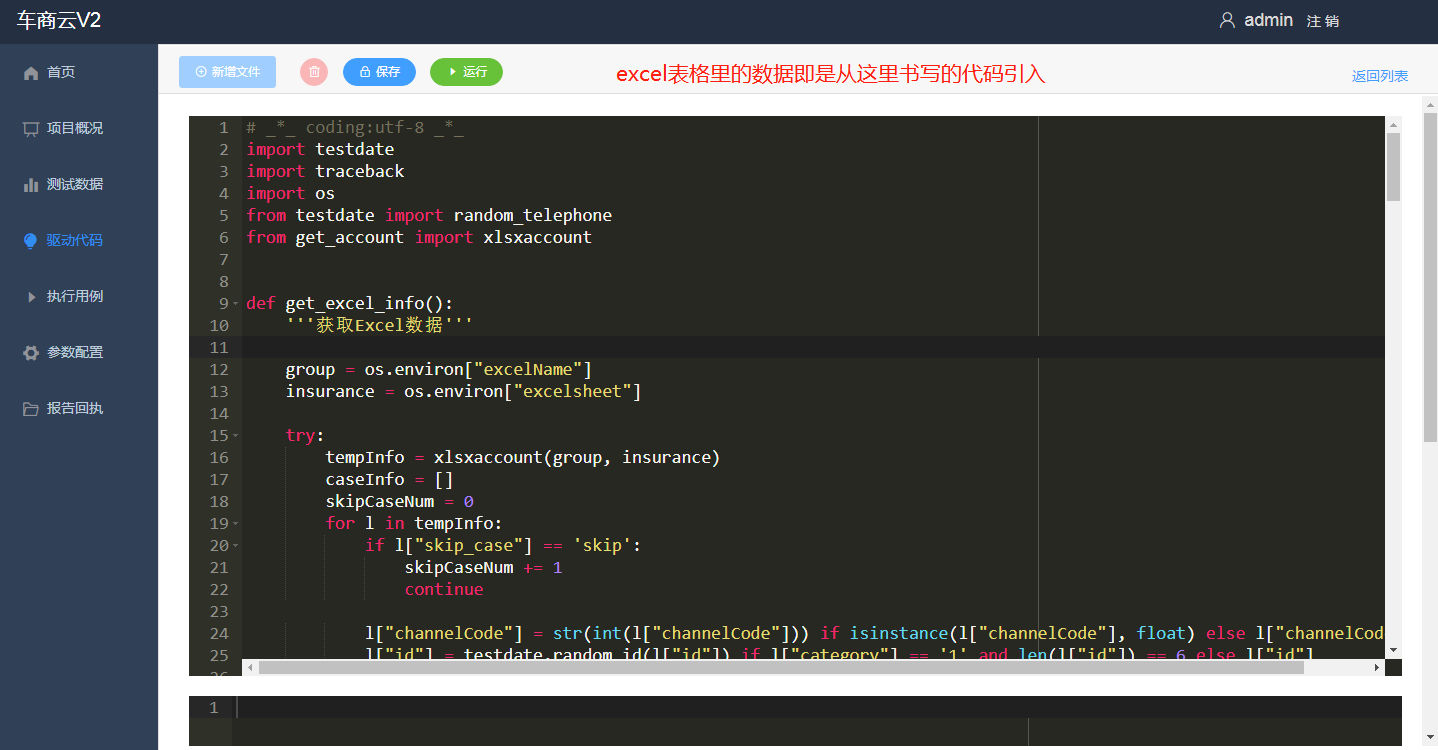 车商云V2
admin 注 销
首页
项目概况
测试数据
驱动代码
执行用例
参数配置
报告回执
新增文件 保存 运行 excel表格里的数据即是从这里书写的代码引入 返回列表
1 # _*_ coding:utf-8 _*_
2 import testdate
3 import traceback
4 import os
5 from testdate import random_telephone
6 from get_account import xlsxaccount
7
8
9 def get_excel_info():
10     '''获取Excel数据'''
11
12     group = os.environ["excelName"]
13     insurance = os.environ["excelsheet"]
14
15     try:
16         tempInfo = xlsxaccount(group, insurance)
17         caseInfo = []
18         skipCaseNum = 0
19         for l in tempInfo:
20             if l["skip_case"] == 'skip':
21                 skipCaseNum += 1
22                 continue
23
24             l["channelCode"] = str(int(l["channelCode"])) if isinstance(l["channelCode"], float) else l["channelCod
25             l["id"] = testdate.random_id(l["id"]) if l["category"] == '1' and len(l["id"]) == 6 else l["id"]
26
1